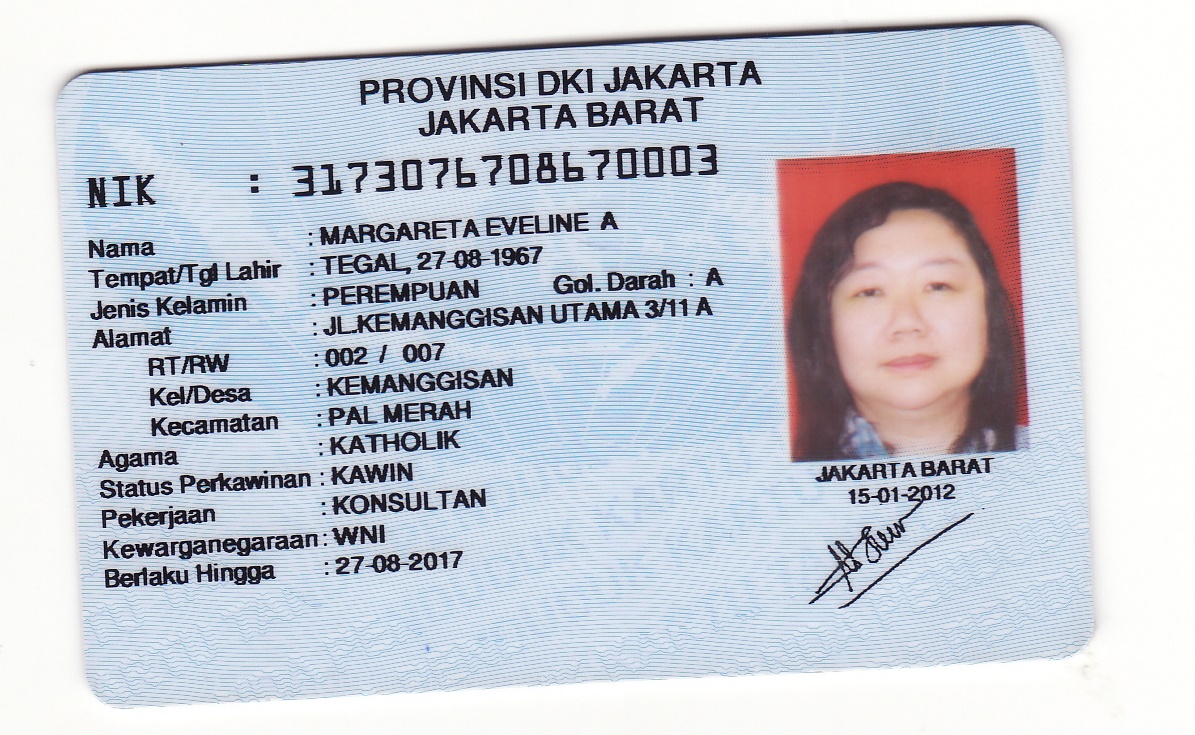 PROVINSI DKI JAKARTA
JAKARTA BARAT
NIK : 3173076708670003
Nama : MARGARETA EVELINE A
Tempat/Tgl Lahir : TEGAL, 27-08-1967
Jenis Kelamin : PEREMPUAN Gol. Darah : A
Alamat : JL.KEMANGGISAN UTAMA 3/11 A
RT/RW : 002 / 007
Kel/Desa : KEMANGGISAN
Kecamatan : PAL MERAH
Agama : KATHOLIK
Status Perkawinan : KAWIN
Pekerjaan : KONSULTAN
Kewarganegaraan : WNI
Berlaku Hingga : 27-08-2017
JAKARTA BARAT
15-01-2012